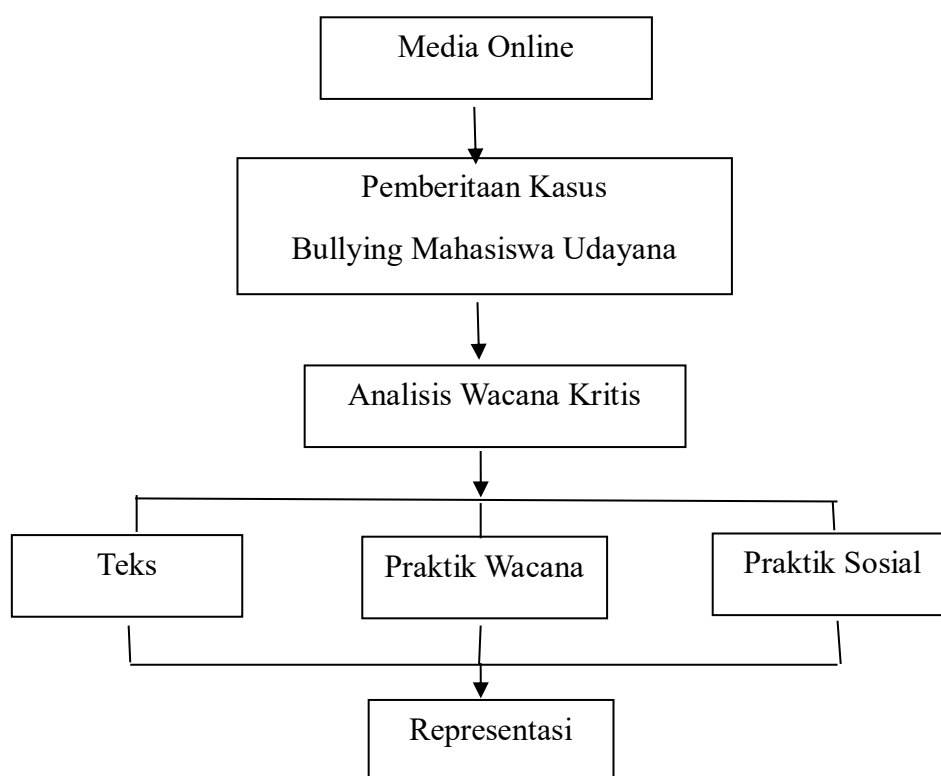 Media Online
Pemberitaan Kasus
Bullying Mahasiswa Udayana
Analisis Wacana Kritis
Teks
Praktik Wacana
Praktik Sosial
Representasi